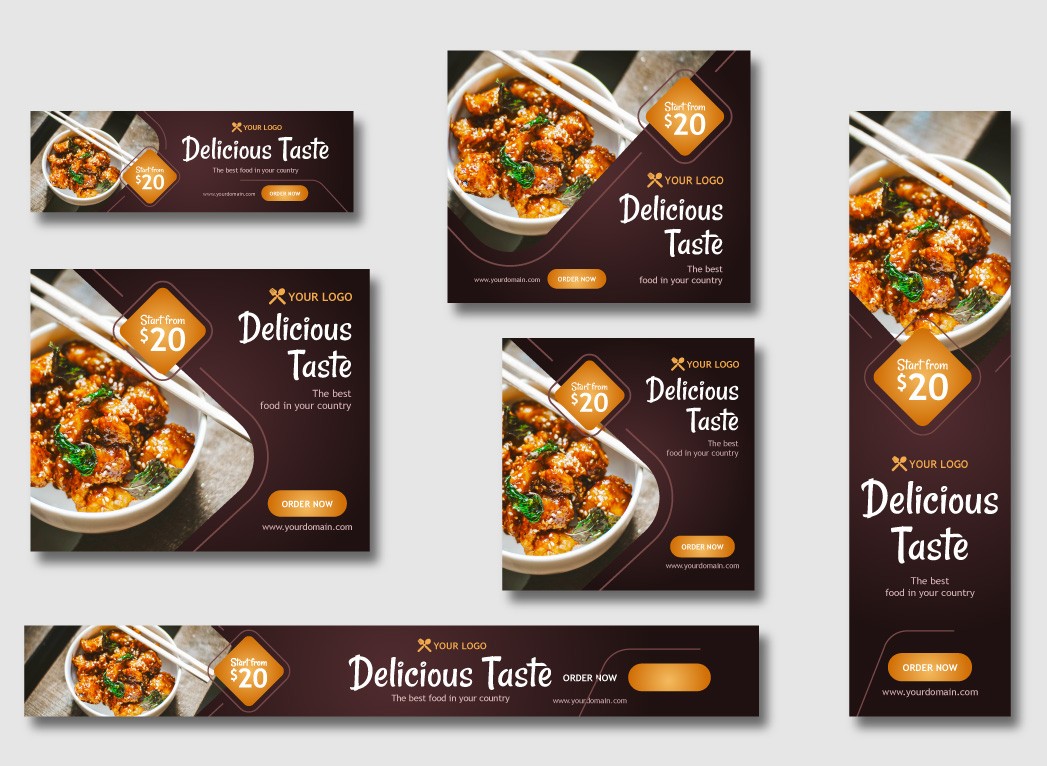 YOUR LOGO
Delicious Taste
The best food in your country
Start from
$20
www.yourdomain.com
ORDER NOW
Start from
$20
YOUR LOGO
Delicious
Taste
The best
food in your country
www.yourdomain.com
ORDER NOW
Start from
$20
YOUR LOGO
Delicious
Taste
The best
food in your country
ORDER NOW
www.yourdomain.com
Start from
$20
YOUR LOGO
Delicious
Taste
The best
food in your country
ORDER NOW
www.yourdomain.com
Start from
$20
YOUR LOGO
Delicious
Taste
The best
food in your country
ORDER NOW
www.yourdomain.com
Start from
$20
YOUR LOGO
Delicious Taste
The best food in your country
ORDER NOW
www.yourdomain.com